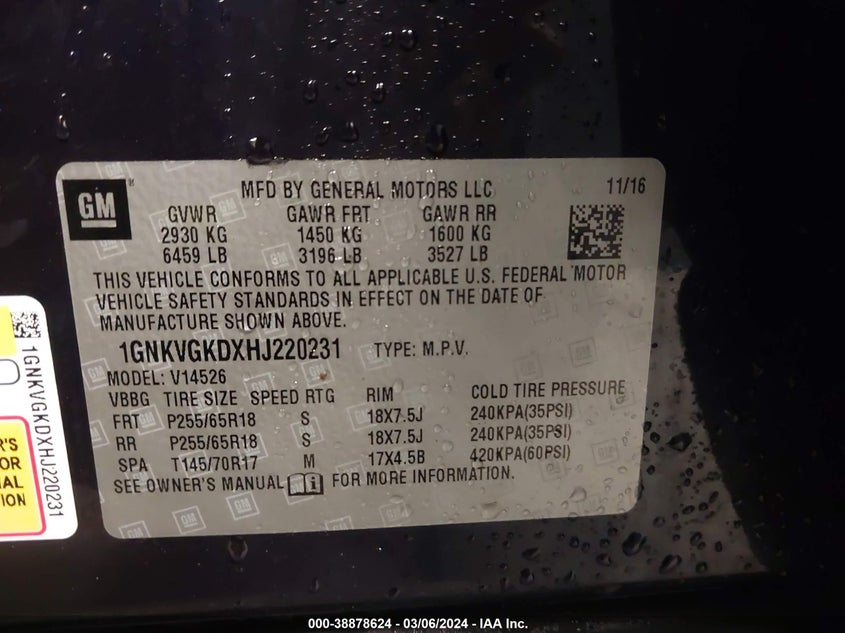 GM
MFD BY GENERAL MOTORS LLC 11/16
GVWR GAWR FRT GAWR RR
2930 KG 1450 KG 1600 KG
6459 LB 3196 LB 3527 LB
THIS VEHICLE CONFORMS TO ALL APPLICABLE U.S. FEDERAL MOTOR
VEHICLE SAFETY STANDARDS IN EFFECT ON THE DATE OF
MANUFACTURE SHOWN ABOVE.
1GNKVGKDXHJ220231 TYPE: M.P.V.
MODEL: V14526
VBBG TIRE SIZE SPEED RTG RIM COLD TIRE PRESSURE
FRT P255/65R18 S 18X7.5J 240KPA(35PSI)
RR P255/65R18 S 18X7.5J 240KPA(35PSI)
SPA T145/70R17 M 17X4.5B 420KPA(60PSI)
SEE OWNER'S MANUAL FOR MORE INFORMATION.
1GNKVGKDXHJ220231
R'S
OR
AL
ION
000-38878624 - 03/06/2024 - IAA Inc.